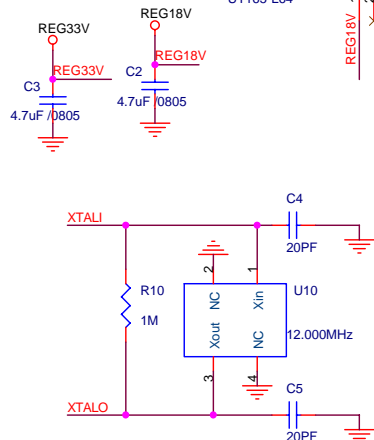 REG33V
REG18V
REG33V
REG18V
REG18V
C3
C2
4.7uF /0805
4.7uF /0805
XTALI
C4
20PF
2
1
R10
NC
Xin
U10
1M
Xout
NC
12.000MHz
3
4
XTALO
C5
20PF